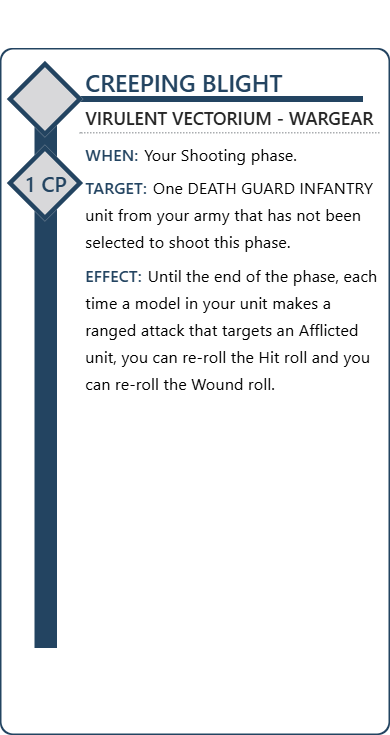 CREEPING BLIGHT
VIRULENT VECTORIUM - WARGEAR
WHEN: Your Shooting phase.
1 CP
TARGET: One DEATH GUARD INFANTRY
unit from your army that has not been
selected to shoot this phase.
EFFECT: Until the end of the phase, each
time a model in your unit makes a
ranged attack that targets an Afflicted
unit, you can re-roll the Hit roll and you
can re-roll the Wound roll.